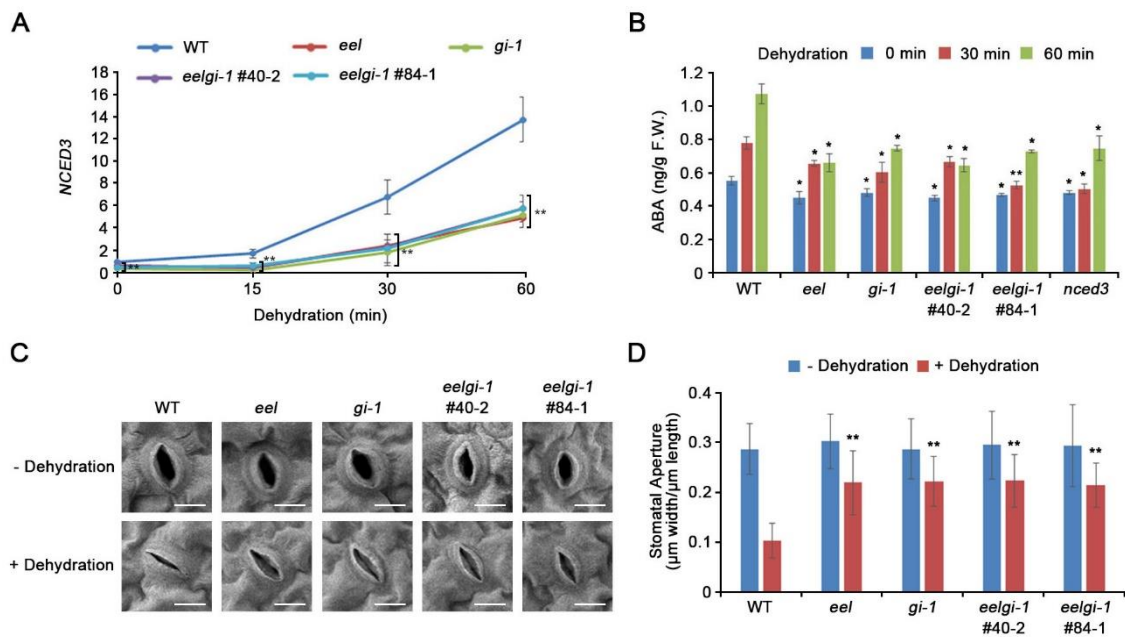 A
WT
eel
gi-1
eelgi-1 #40-2
eelgi-1 #84-1
NCED3
18
16
14
12
10
8
6
4
2
0
**
**
**
**
0
15
30
60
Dehydration (min)
B
Dehydration
0 min
30 min
60 min
ABA (ng/g F.W.)
1.2
1.0
0.8
0.6
0.4
0.2
0.0
* * *
* * *
* * *
* ** *
* * *
WT
eel
gi-1
eelgi-1
#40-2
eelgi-1
#84-1
nced3
C
WT
eel
gi-1
eelgi-1
#40-2
eelgi-1
#84-1
- Dehydration
+ Dehydration
D
- Dehydration
+ Dehydration
Stomatal Aperture
(µm width/µm length)
0.4
0.3
0.2
0.1
0
**
**
**
**
WT
eel
gi-1
eelgi-1
#40-2
eelgi-1
#84-1